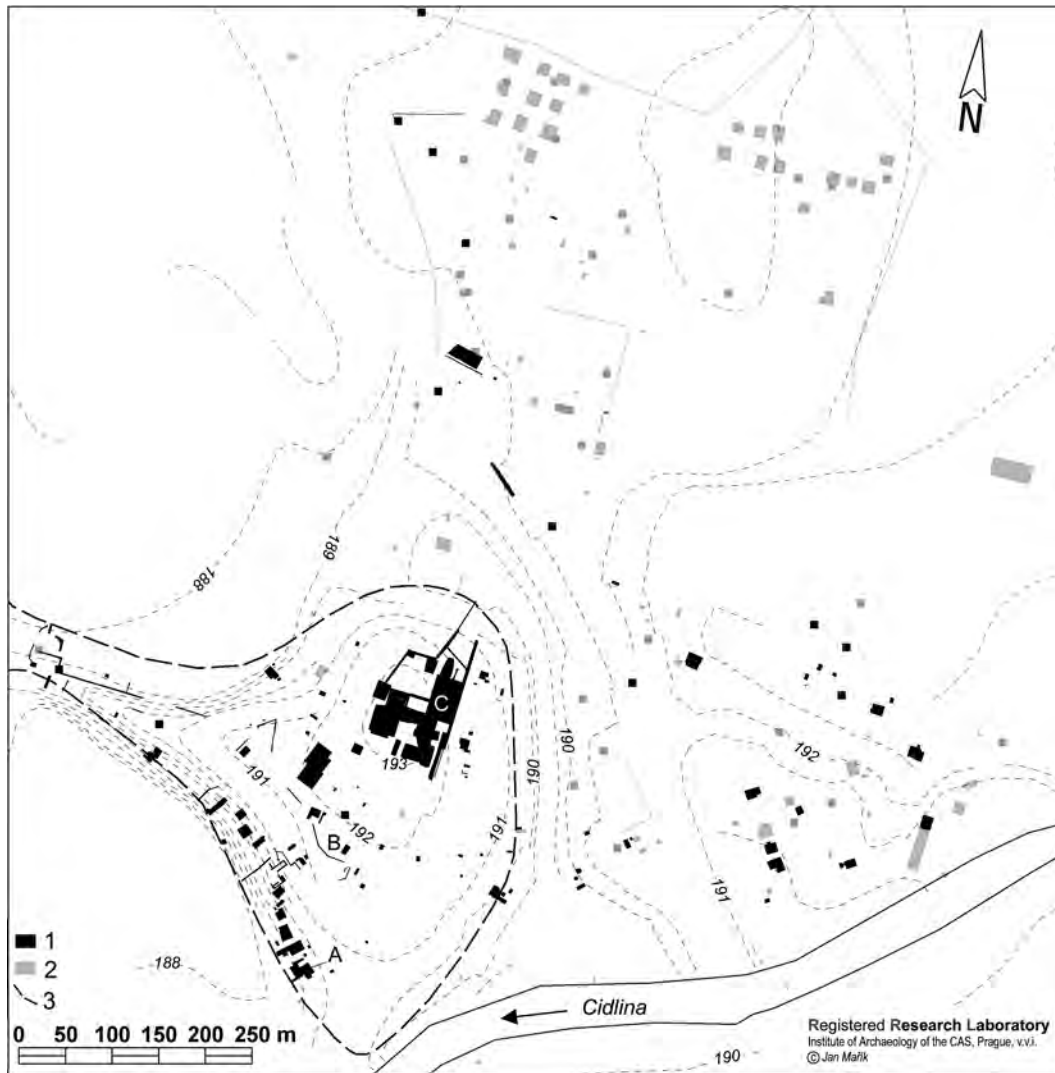 N
189
188
C
193
190
190
192
191
192
191
B
191
1
2
3
188
A
0 50 100 150 200 250 m
Cidlina
190
Registered Research Laboratory
Institute of Archaeology of the CAS, Prague, v.v.i.
© Jan Mařík